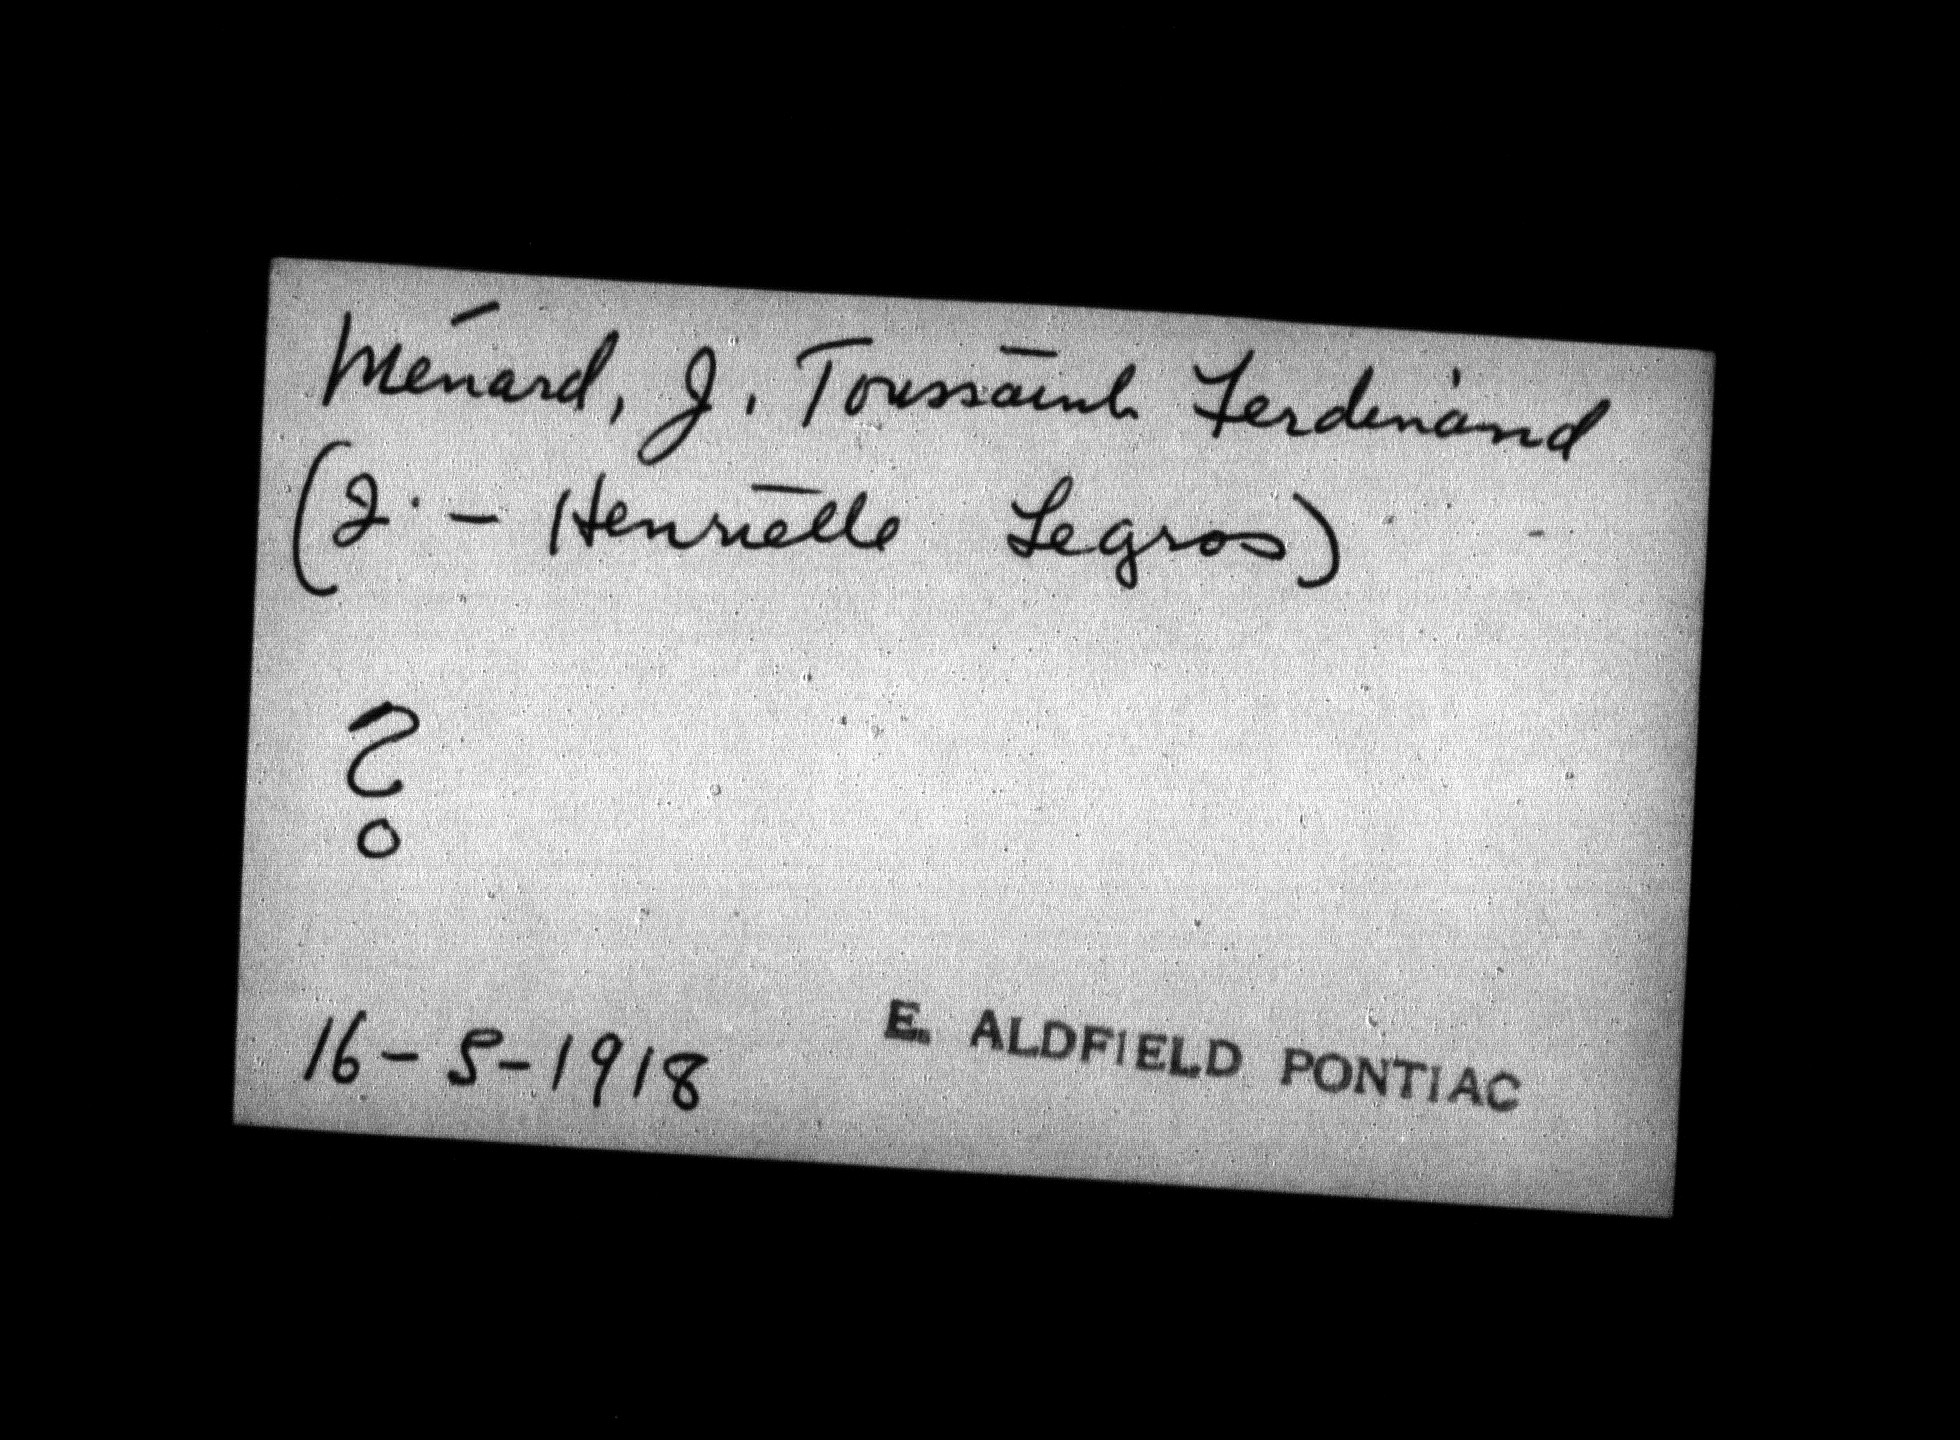 Ménard, J. Toussaint Ferdinand
(J. - Henriette Legros)
?
16-5-1918
E. ALDFIELD PONTIAC